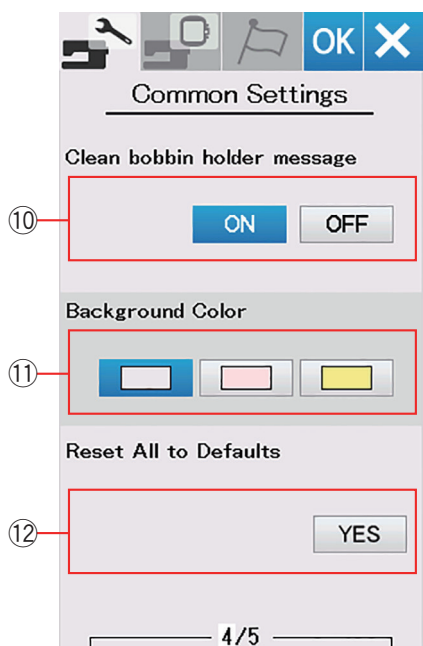 OK
Common Settings
Clean bobbin holder message
⑩
ON OFF
Background Color
⑪
Reset All to Defaults
⑫
YES
4/5